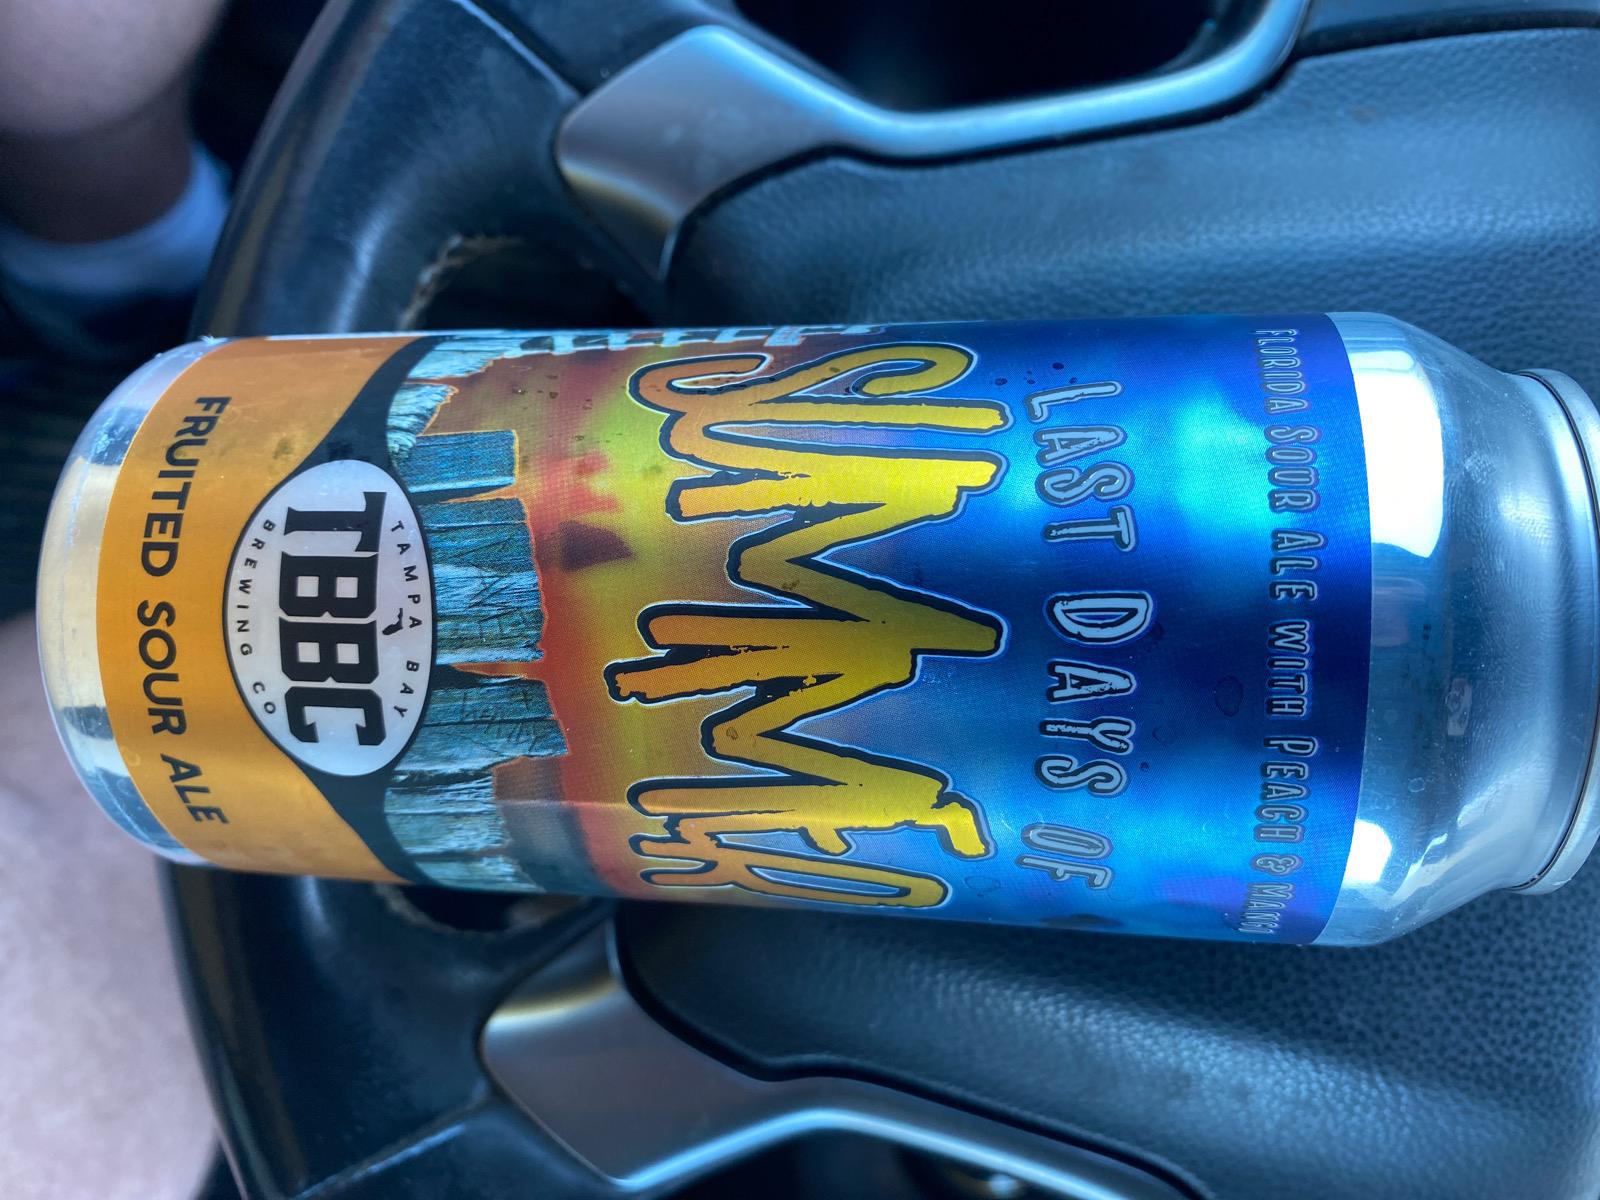 FLORIDA SOUR ALE WITH PEACH & MANGO
LAST DAYS OF
SUMMER
TAMPA BAY
TBBC
BREWING CO
FRUITED SOUR ALE